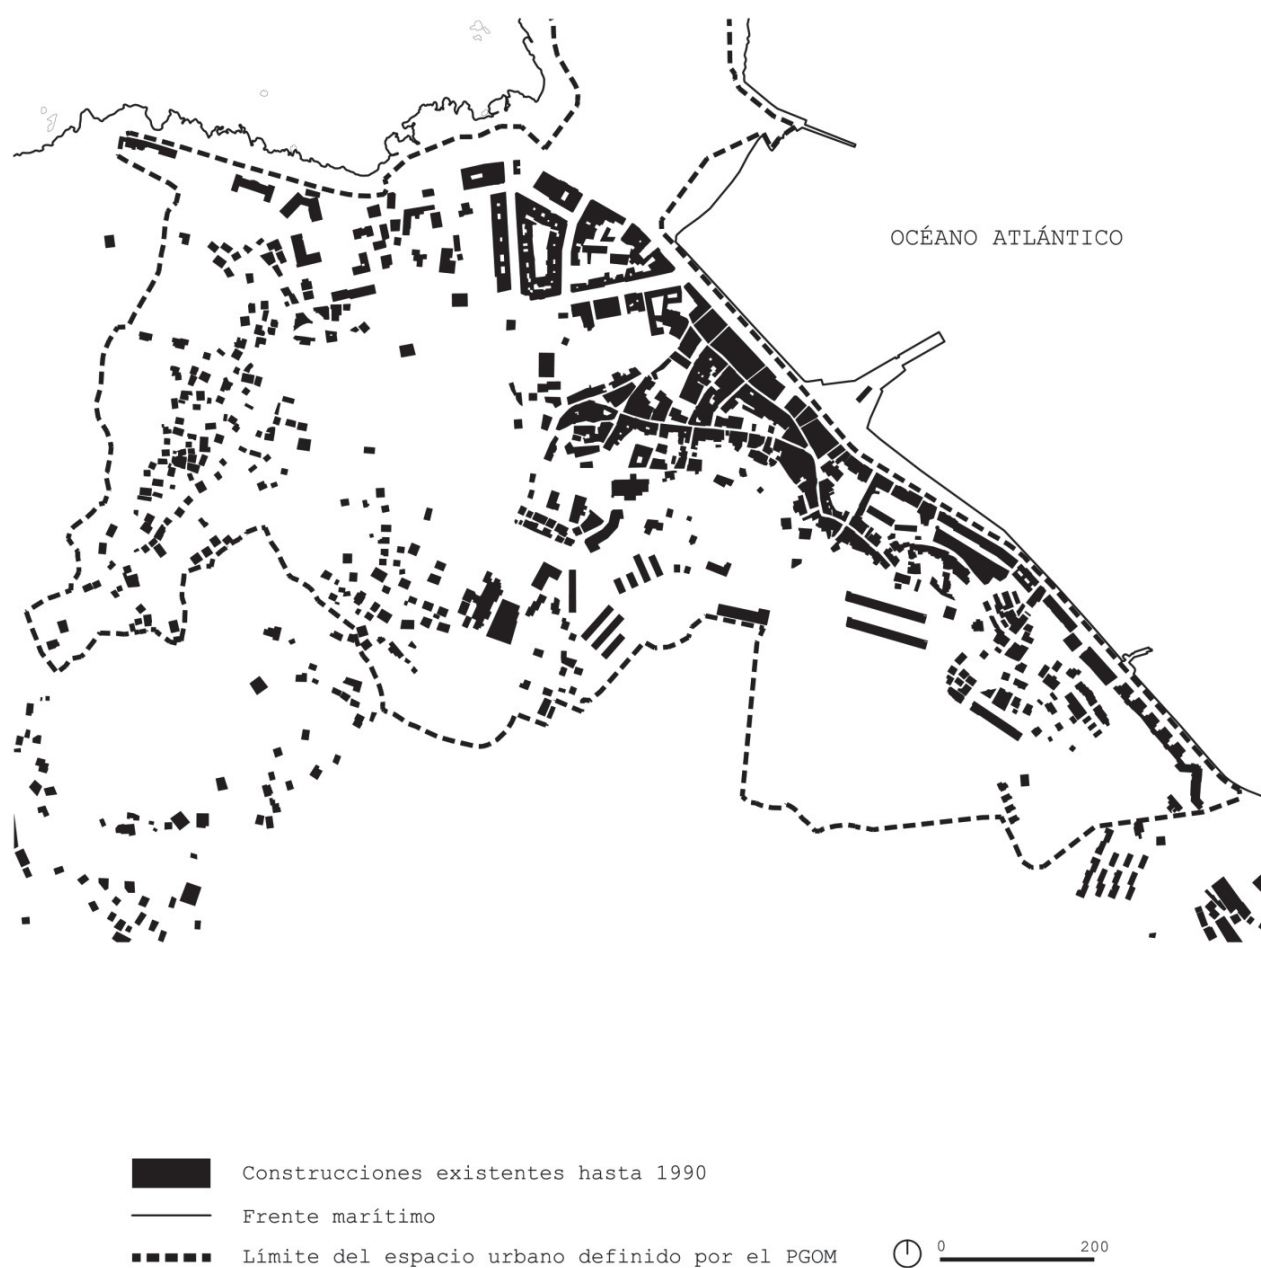 OCÉANO ATLÁNTICO
Construcciones existentes hasta 1990
Frente marítimo
Límite del espacio urbano definido por el PGOM
0 200